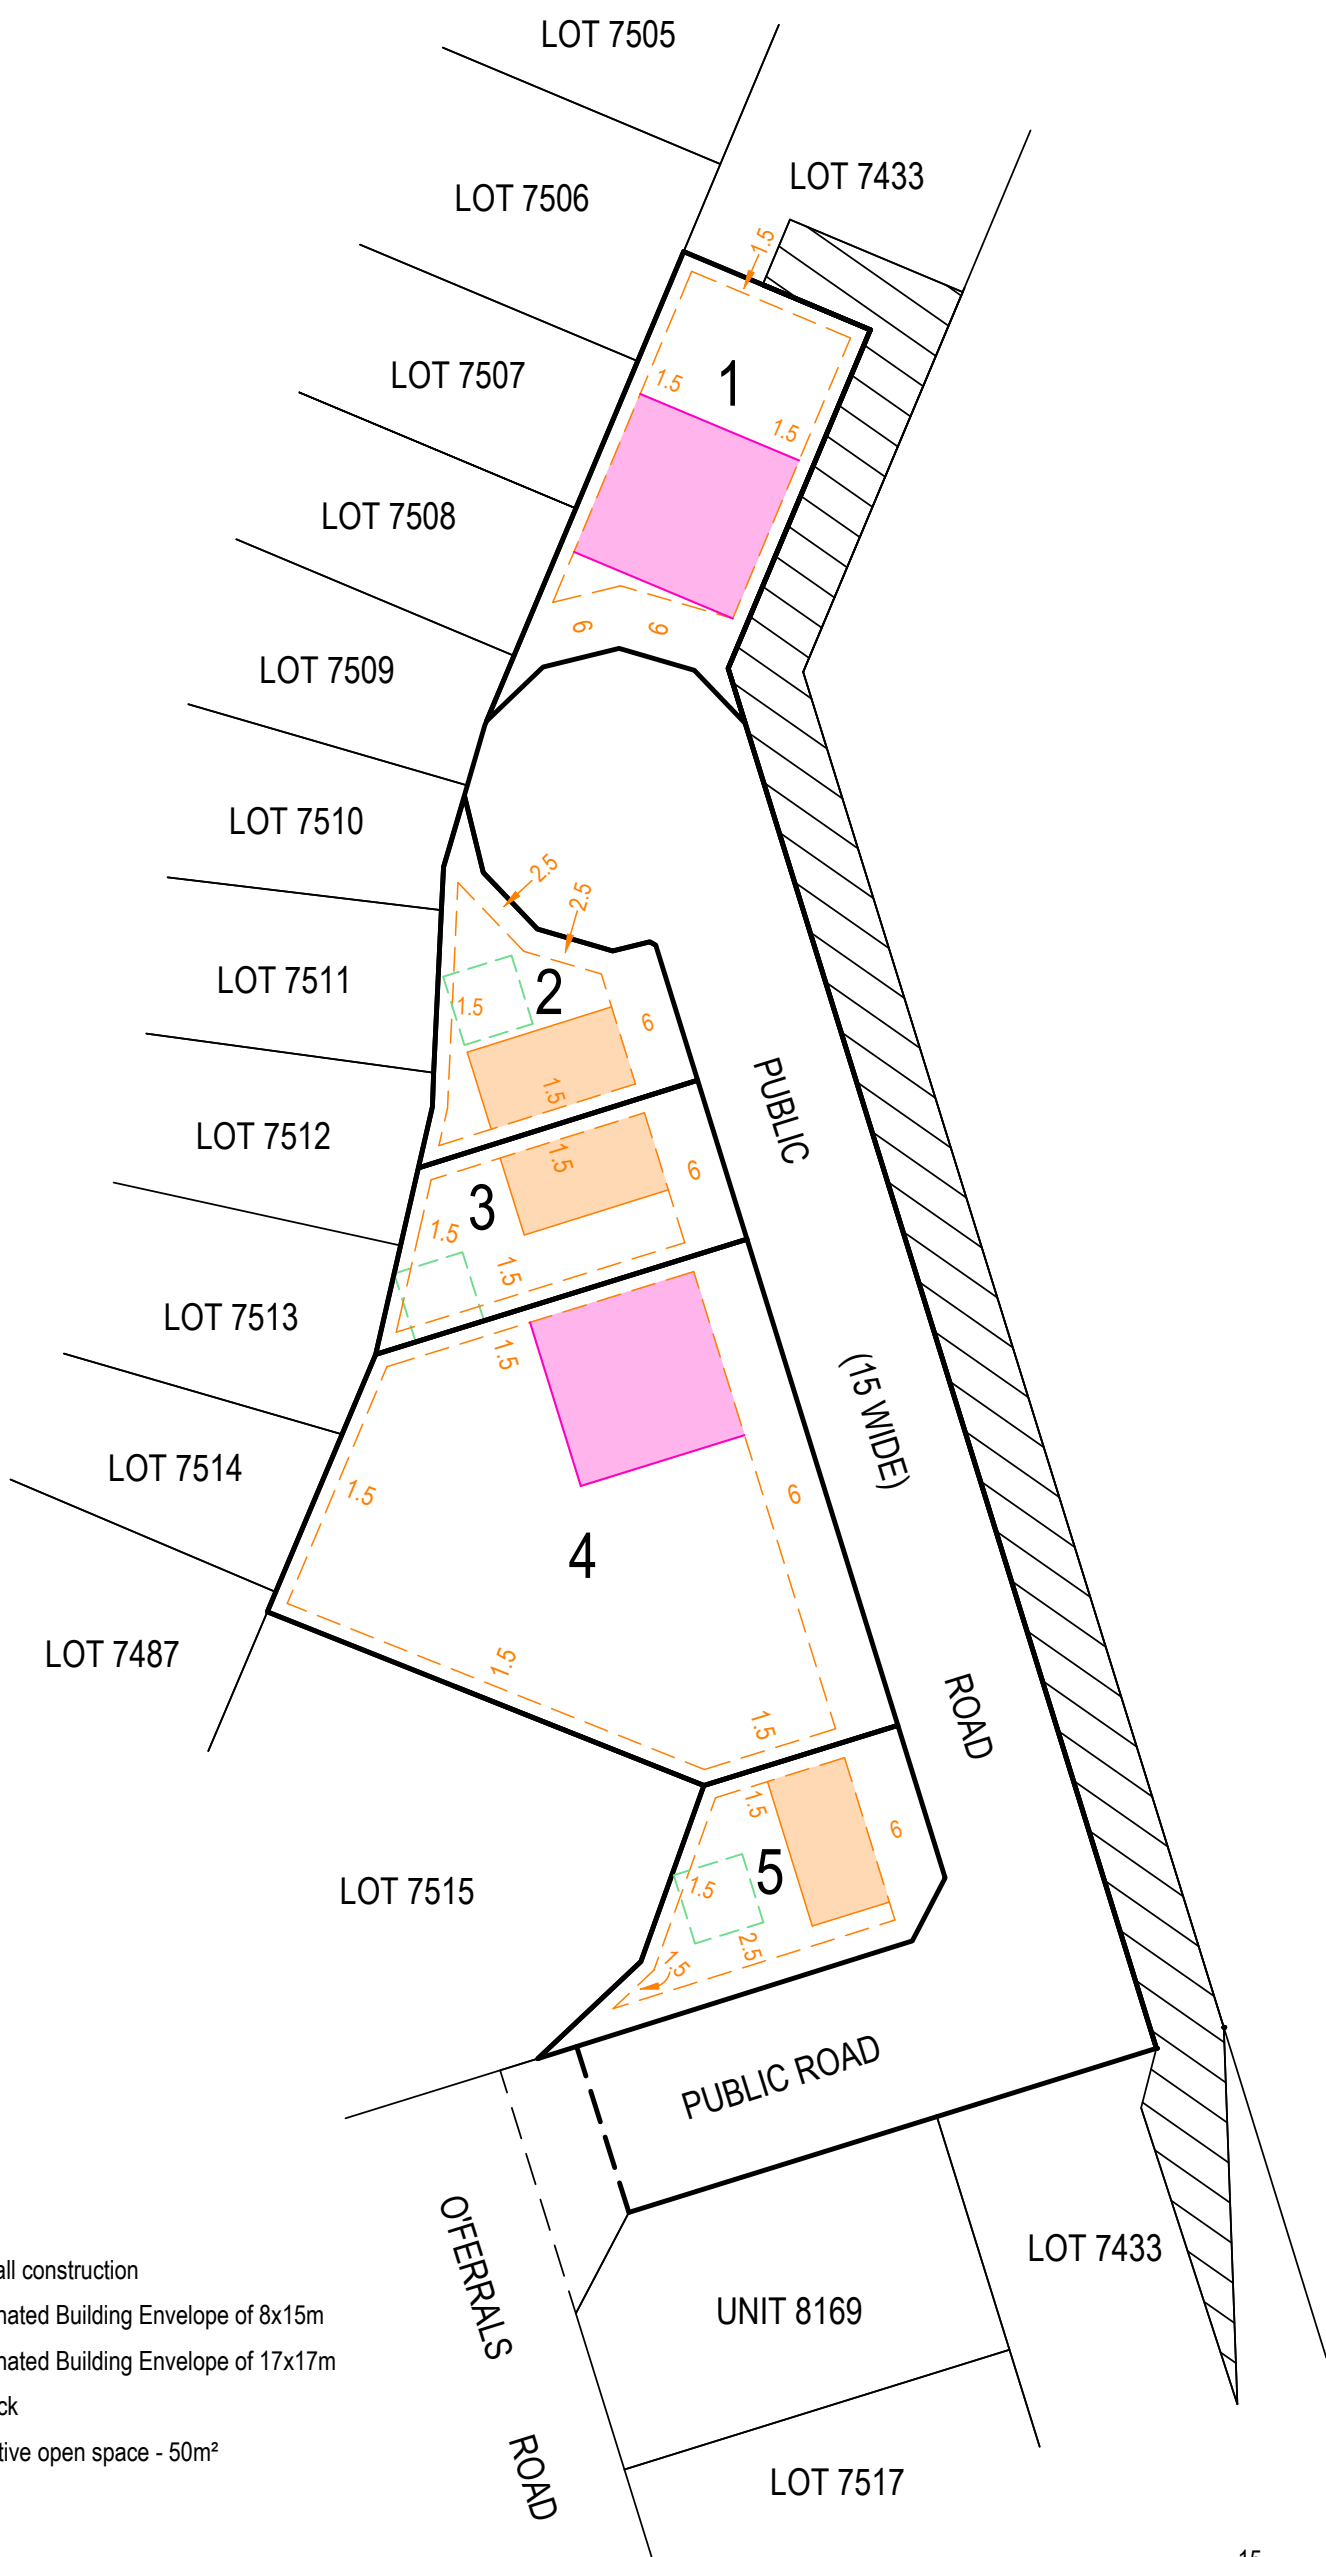 LOT 7505
LOT 7433
LOT 7506
1.5
LOT 7507
1
1.5
1.5
LOT 7508
6
6
LOT 7509
LOT 7510
2.5
2.5
LOT 7511
2
1.5
6
1.5
PUBLIC
LOT 7512
1.5
6
3
1.5
1.5
LOT 7513
1.5
(15 WIDE)
LOT 7514
1.5
6
4
LOT 7487
1.5
1.5
ROAD
1.5
6
5
LOT 7515
1.5
2.5
1.5
PUBLIC ROAD
O'FERRALS
ROAD
LOT 7433
UNIT 8169
LOT 7517
all construction
nated Building Envelope of 8x15m
nated Building Envelope of 17x17m
ck
tive open space - 50m²
15